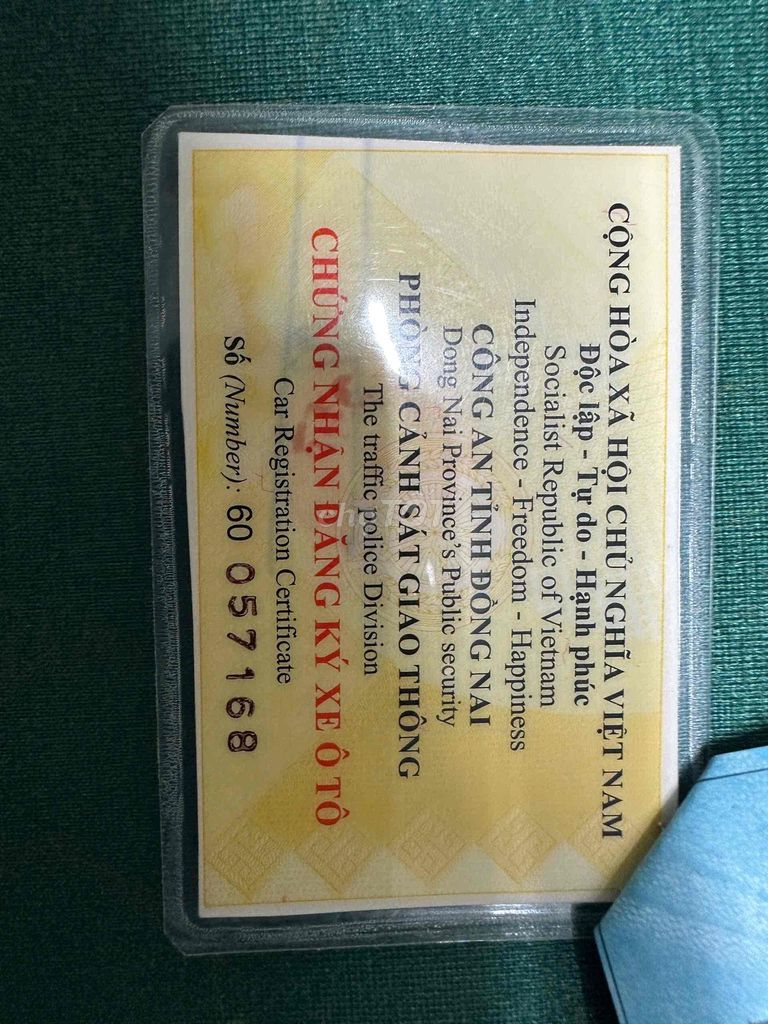 CỘNG HÒA XÃ HỘI CHỦ NGHĨA VIỆT NAM
Độc lập - Tự do - Hạnh phúc
Socialist Republic of Vietnam
Independence - Freedom - Happiness
CÔNG AN TỈNH ĐỒNG NAI
Dong Nai Province's Public security
PHÒNG CẢNH SÁT GIAO THÔNG
The traffic police Division
CHỨNG NHẬN ĐĂNG KÝ XE Ô TÔ
Car Registration Certificate
Số (Number): 60 057168